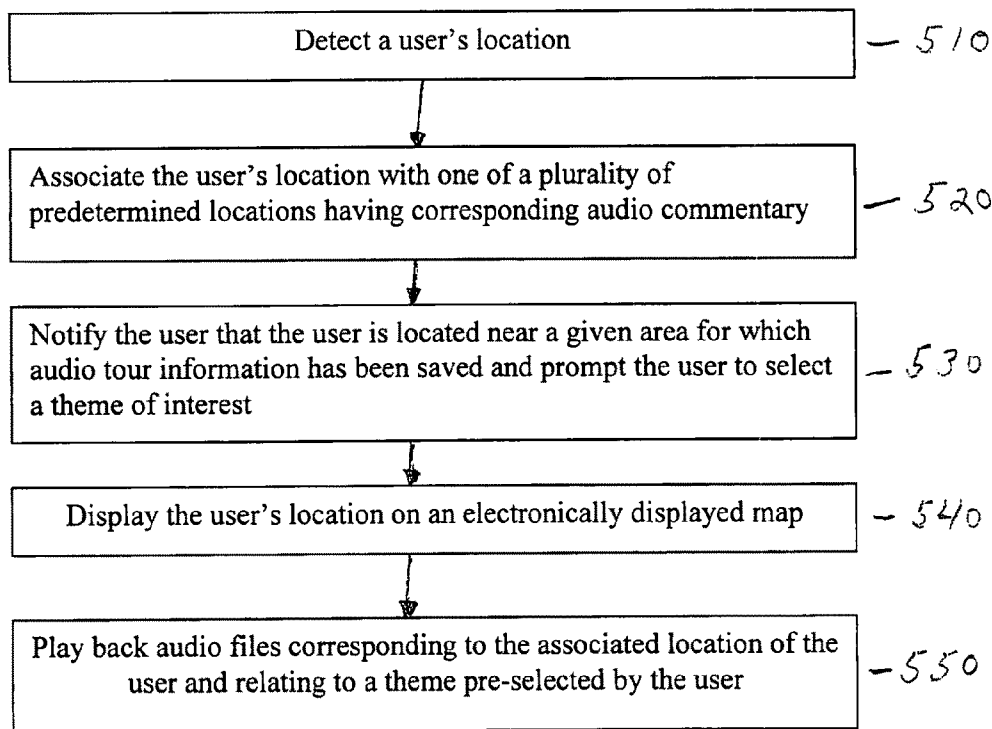 Detect a user's location — 510
Associate the user's location with one of a plurality of
predetermined locations having corresponding audio commentary — 520
Notify the user that the user is located near a given area for which
audio tour information has been saved and prompt the user to select — 530
a theme of interest
Display the user's location on an electronically displayed map — 540
Play back audio files corresponding to the associated location of the
user and relating to a theme pre-selected by the user — 550